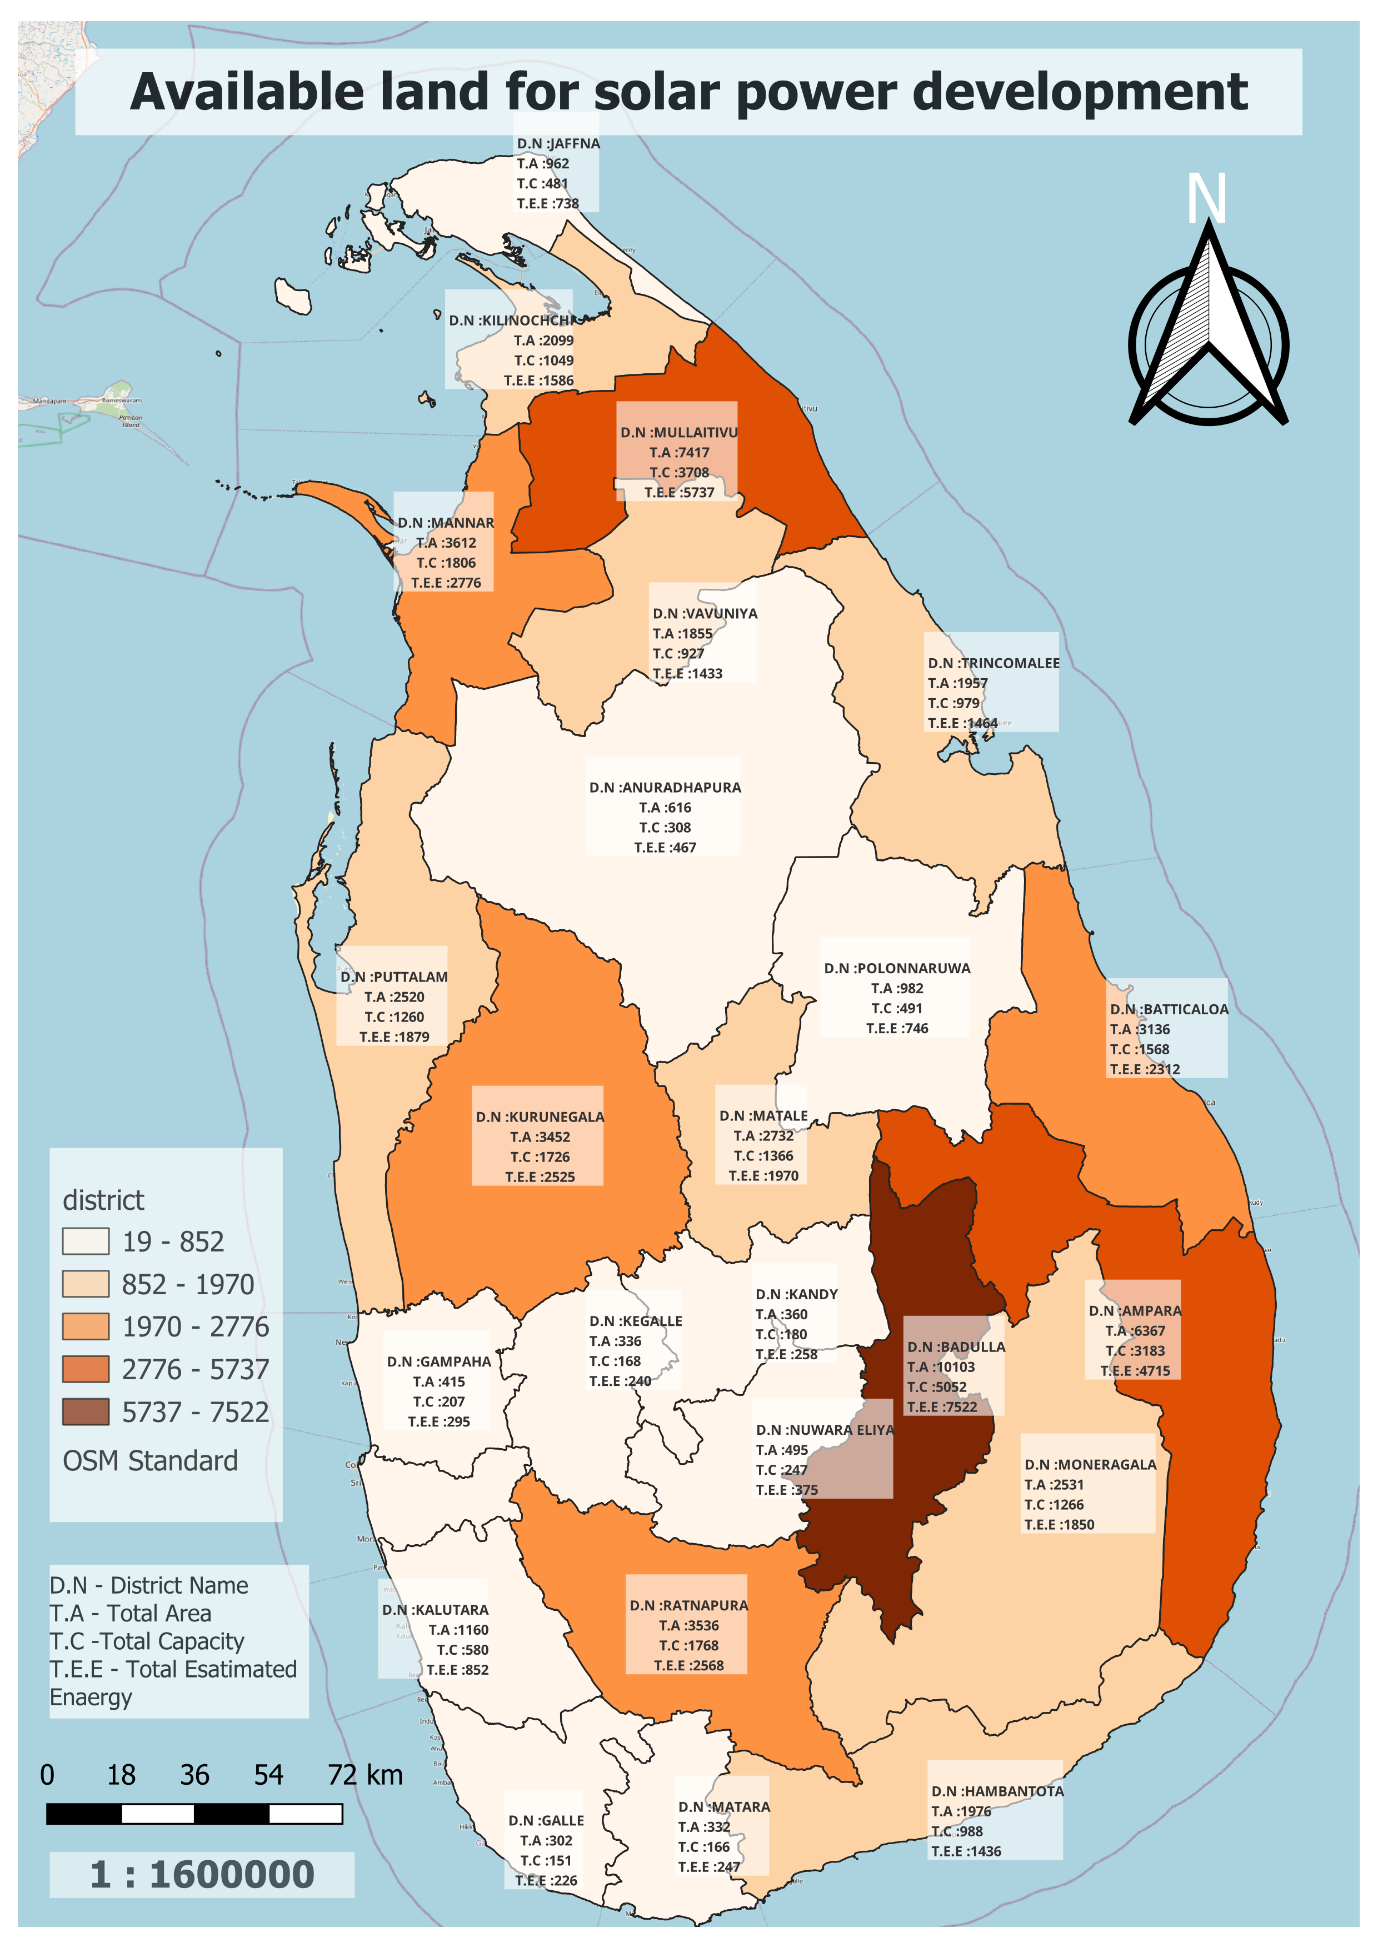 Available land for solar power development
N
D.N :JAFFNA
T.A :962
T.C :481
T.E.E :738
D.N :KILINOCHCHI
T.A :2099
T.C :1049
T.E.E :1586
Mandapam
Rameswaram
Pamban
Island
D.N :MULLAITIVU
T.A :7417
T.C :3708
T.E.E :5737
D.N :MANNAR
T.A :3612
T.C :1806
T.E.E :2776
D.N :VAVUNIYA
T.A :1855
T.C :927
T.E.E :1433
D.N :TRINCOMALEE
T.A :1957
T.C :979
T.E.E :1464
D.N :ANURADHAPURA
T.A :616
T.C :308
T.E.E :467
D.N :PUTTALAM
T.A :2520
T.C :1260
T.E.E :1879
D.N :POLONNARUWA
T.A :982
T.C :491
T.E.E :746
D.N :BATTICALOA
T.A :3136
T.C :1568
T.E.E :2312
D.N :KURUNEGALA
T.A :3452
T.C :1726
T.E.E :2525
D.N :MATALE
T.A :2732
T.C :1366
T.E.E :1970
D.N :KANDY
T.A :360
T.C :180
T.E.E :258
D.N :KEGALLE
T.A :336
T.C :168
T.E.E :240
D.N :GAMPAHA
T.A :415
T.C :207
T.E.E :295
D.N :BADULLA
T.A :10103
T.C :5052
T.E.E :7522
D.N :AMPARA
T.A :6367
T.C :3183
T.E.E :4715
D.N :NUWARA ELIYA
T.A :495
T.C :247
T.E.E :375
D.N :MONERAGALA
T.A :2531
T.C :1266
T.E.E :1850
D.N :KALUTARA
T.A :1160
T.C :580
T.E.E :852
D.N :RATNAPURA
T.A :3536
T.C :1768
T.E.E :2568
D.N :GALLE
T.A :302
T.C :151
T.E.E :226
D.N :MATARA
T.A :332
T.C :166
T.E.E :247
D.N :HAMBANTOTA
T.A :1976
T.C :988
T.E.E :1436
district
19 - 852
852 - 1970
1970 - 2776
2776 - 5737
5737 - 7522
OSM Standard
D.N - District Name
T.A - Total Area
T.C -Total Capacity
T.E.E - Total Esatimated
Enaergy
0 18 36 54 72 km
1 : 1600000